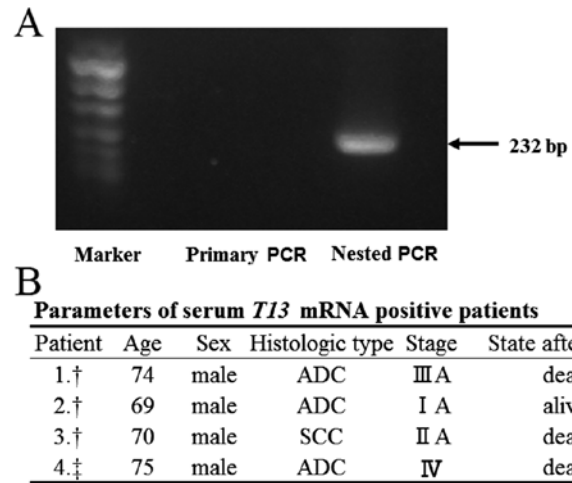 A
232 bp
Marker Primary PCR Nested PCR
B
Parameters of serum T13 mRNA positive patients
Patient Age Sex Histologic type Stage State
1.† 74 male ADC ⅢA
2.† 69 male ADC ⅠA
3.† 70 male SCC ⅡA
4.‡ 75 male ADC Ⅳ